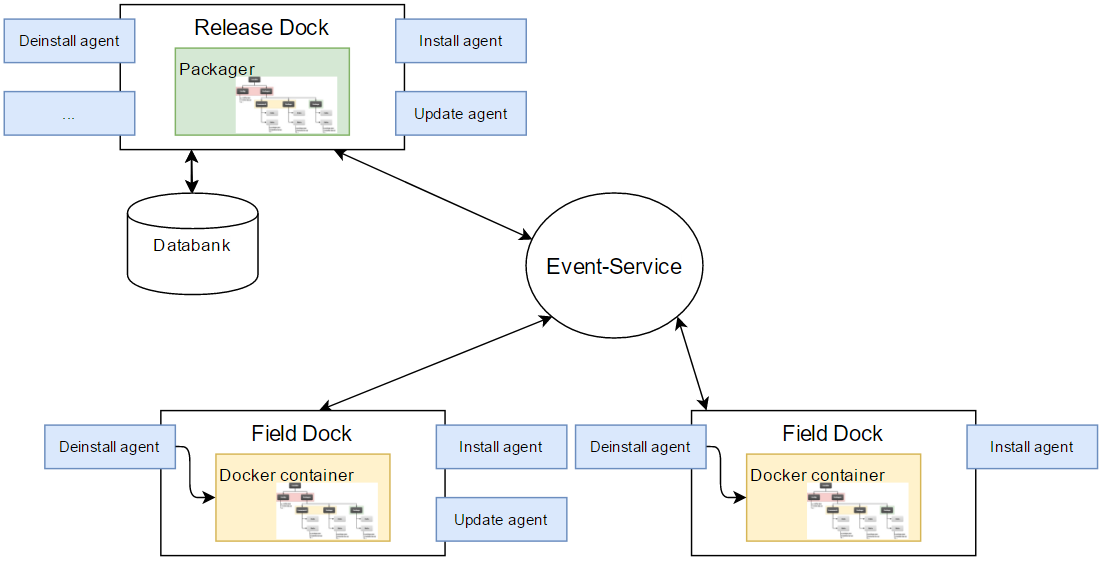 Release Dock
Deinstall agent
Install agent
Packager
...
Update agent
Databank
Event-Service
Field Dock
Deinstall agent
Install agent
Docker container
Update agent
Field Dock
Deinstall agent
Install agent
Docker container